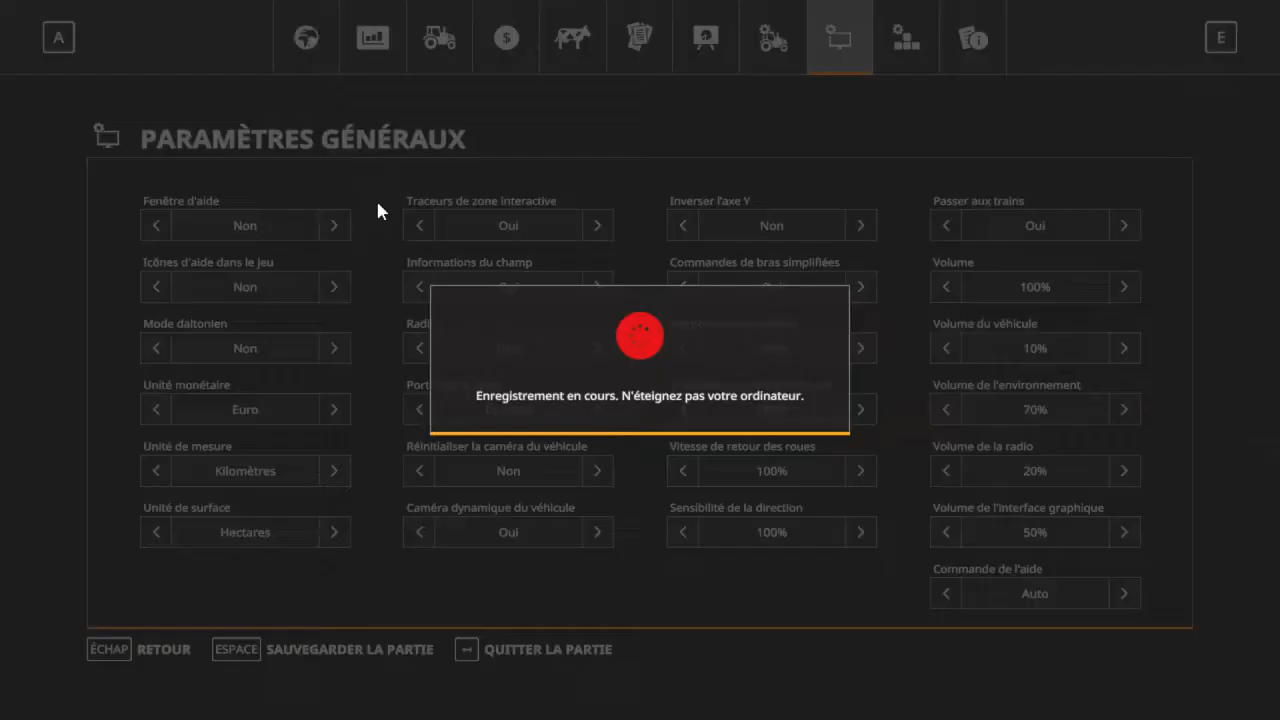 A
E
PARAMÈTRES GÉNÉRAUX
Fenêtre d'aide
Traceurs de zone interactive
Inverser l'axe Y
Passer aux trains
Non
Oui
Non
Oui
Icônes d'aide dans le jeu
Informations du champ
Commandes de bras simplifiées
Volume
Non
100%
Mode daltonien
Radi
Volume du véhicule
Non
10%
Unité monétaire
Port
Volume de l'environnement
Euro
70%
Enregistrement en cours. N'éteignez pas votre ordinateur.
Unité de mesure
Réinitialiser la caméra du véhicule
Vitesse de retour des roues
Volume de la radio
Kilomètres
Non
100%
20%
Unité de surface
Caméra dynamique du véhicule
Sensibilité de la direction
Volume de l'interface graphique
Hectares
Oui
100%
50%
Commande de l'aide
Auto
ÉCHAP RETOUR ESPACE SAUVEGARDER LA PARTIE QUITTER LA PARTIE